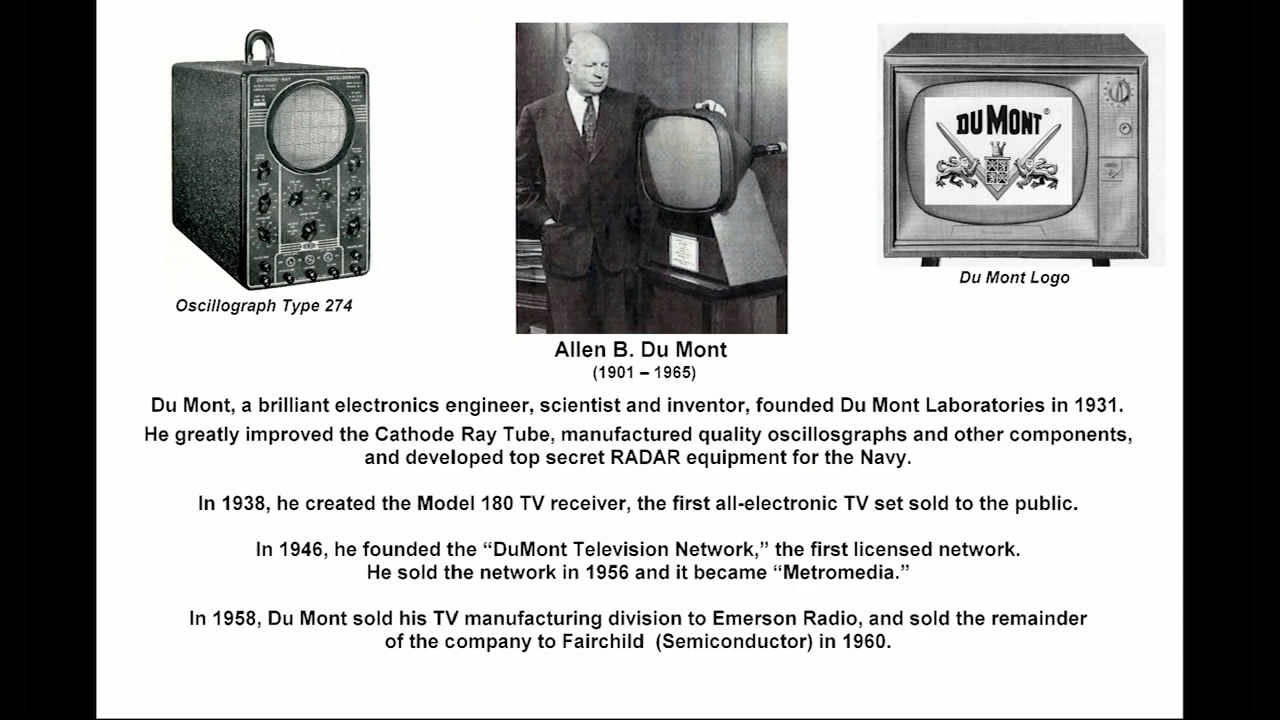 CATHODE-RAY OSCILLOGRAPH
DUMONT®
Oscillograph Type 274
Du Mont Logo
Allen B. Du Mont
(1901 – 1965)
Du Mont, a brilliant electronics engineer, scientist and inventor, founded Du Mont Laboratories in 1931.
He greatly improved the Cathode Ray Tube, manufactured quality oscillosgraphs and other components,
and developed top secret RADAR equipment for the Navy.
In 1938, he created the Model 180 TV receiver, the first all-electronic TV set sold to the public.
In 1946, he founded the “DuMont Television Network,” the first licensed network.
He sold the network in 1956 and it became “Metromedia.”
In 1958, Du Mont sold his TV manufacturing division to Emerson Radio, and sold the remainder
of the company to Fairchild (Semiconductor) in 1960.